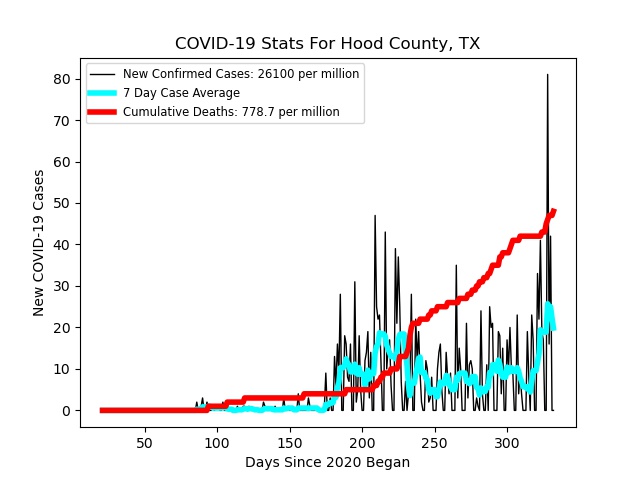 COVID-19 Stats For Hood County, TX
New Confirmed Cases: 26100 per million
7 Day Case Average
Cumulative Deaths: 778.7 per million
New COVID-19 Cases
80
70
60
50
40
30
20
10
0
50
100
150
200
250
300
Days Since 2020 Began